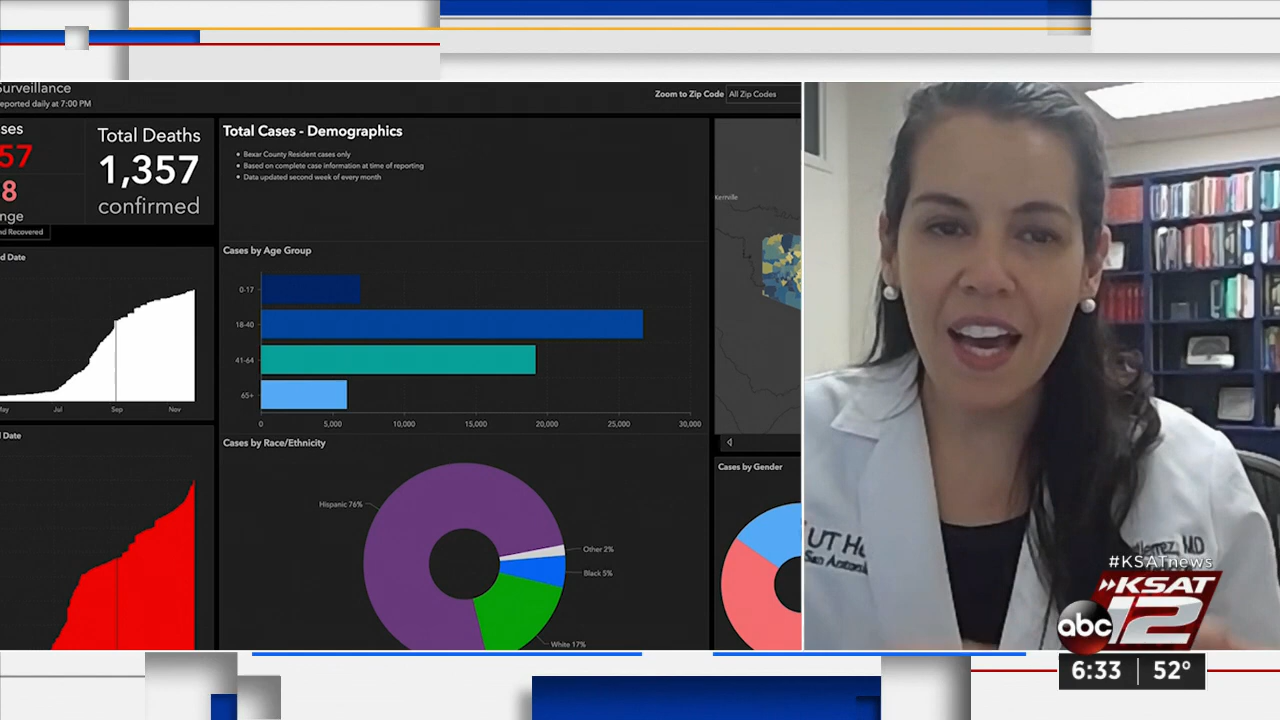 Surveillance
eported daily at 7:00 PM
Zoom to Zip Code All Zip Codes
ses
57
8
nge
nd Recovered
Total Deaths
1,357
confirmed
Total Cases - Demographics
Bexar County Resident cases only
Based on complete case information at time of reporting
Data updated second week of every month
Cases by Age Group
0-17
18-40
41-64
65+
0 5,000 10,000 15,000 20,000 25,000 30,000
Kerrville
d Date
May Jul Sep Nov
d Date
Cases by Race/Ethnicity
Hispanic 76%
Other 2%
Black 5%
White 17%
Cases by Gender
UT He
San Antonio
MD
#KSATnews
KSAT
12
abc
6:33 52°